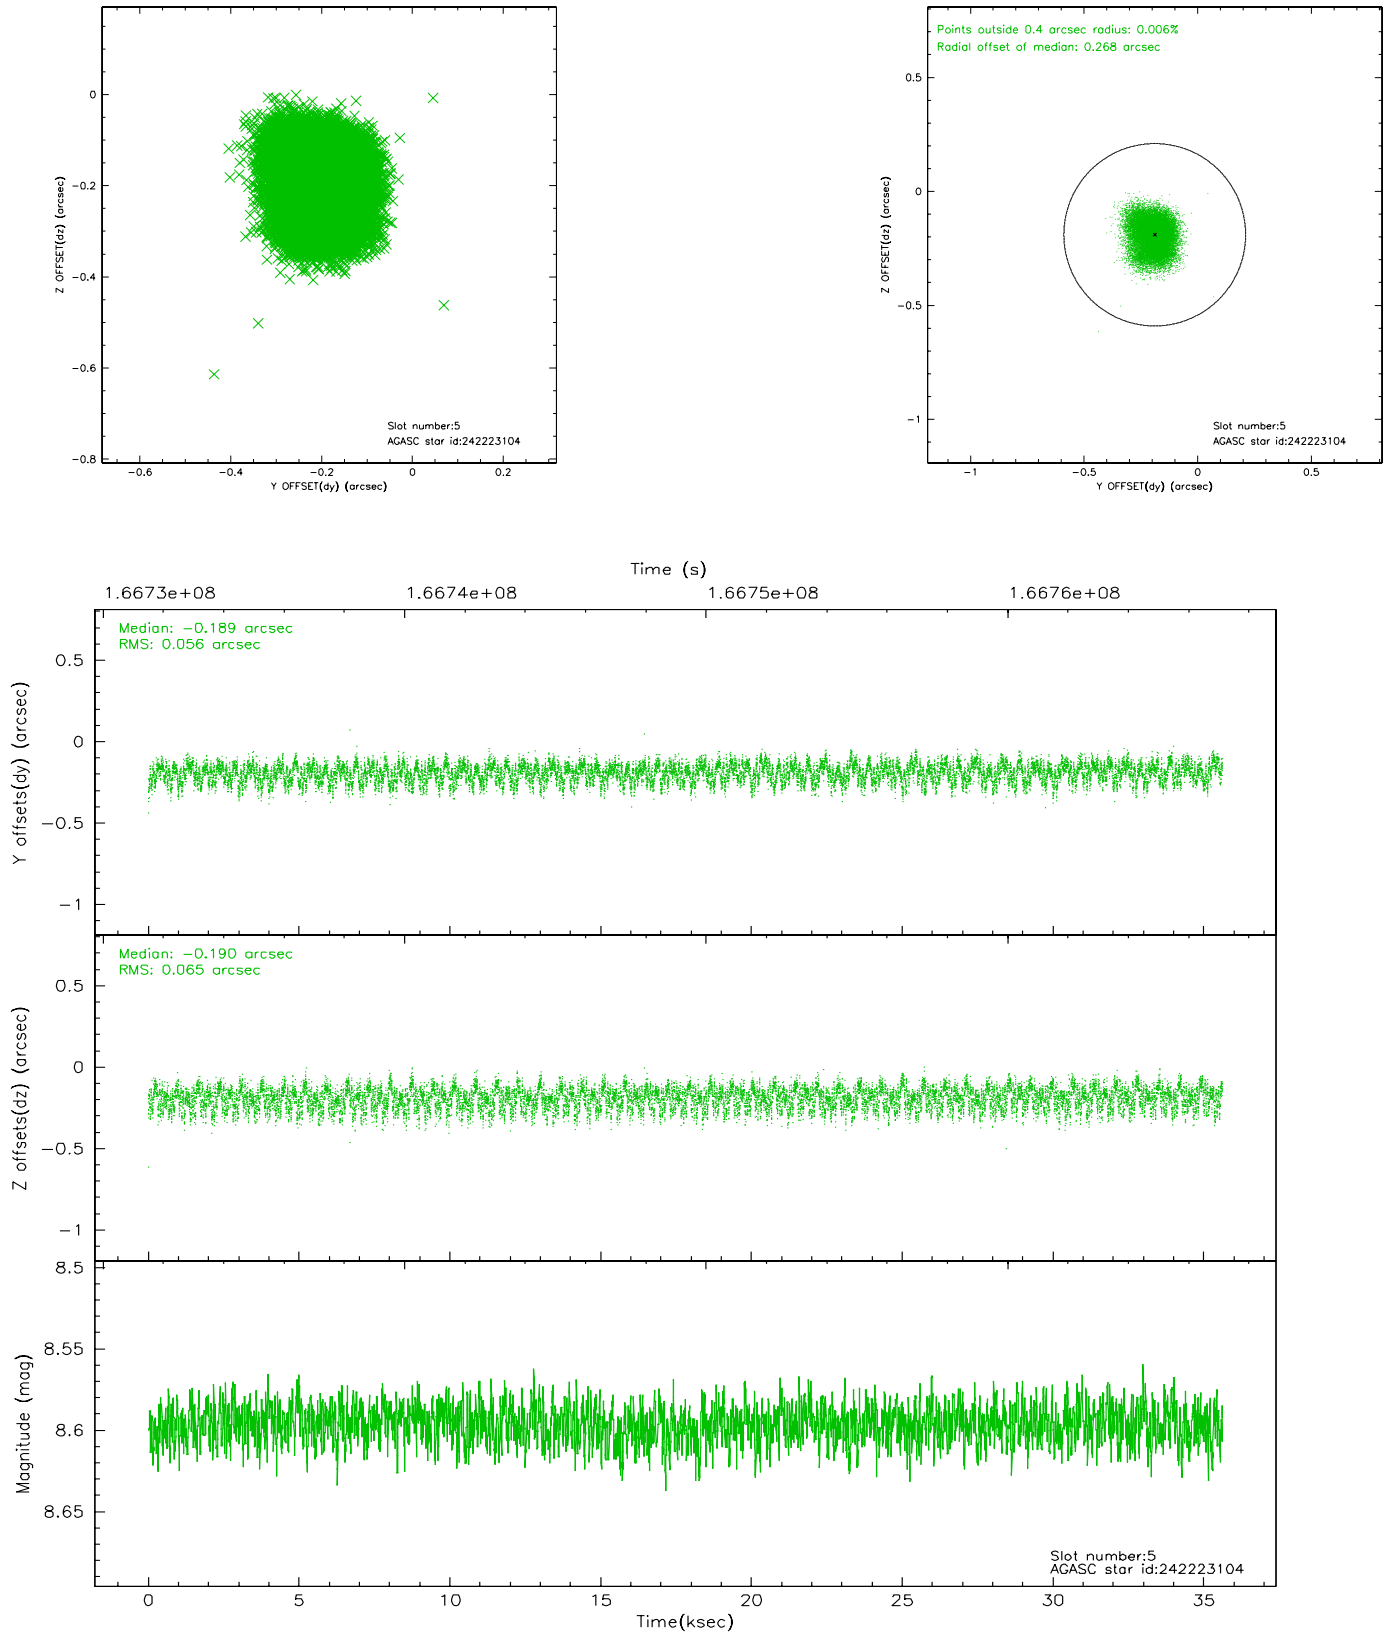 0
−0.2
−0.4
−0.6
−0.8
Z OFFSET(dz) (arcsec)
Slot number:5
AGASC star id:242223104
−0.6
−0.4
−0.2
0
0.2
Y OFFSET(dy) (arcsec)
Points outside 0.4 arcsec radius: 0.006%
Radial offset of median: 0.268 arcsec
0.5
0
−0.5
−1
Z OFFSET(dz) (arcsec)
Slot number:5
AGASC star id:242223104
−1
−0.5
0
0.5
Y OFFSET(dy) (arcsec)
Time (s)
1.6673e+08
1.6674e+08
1.6675e+08
1.6676e+08
Median: −0.189 arcsec
RMS: 0.056 arcsec
0.5
0
−0.5
−1
Y offsets(dy) (arcsec)
Median: −0.190 arcsec
RMS: 0.065 arcsec
0.5
0
−0.5
−1
Z offsets(dz) (arcsec)
8.5
8.55
8.6
8.65
Magnitude (mag)
Slot number:5
AGASC star id:242223104
0
5
10
15
20
25
30
35
Time(ksec)